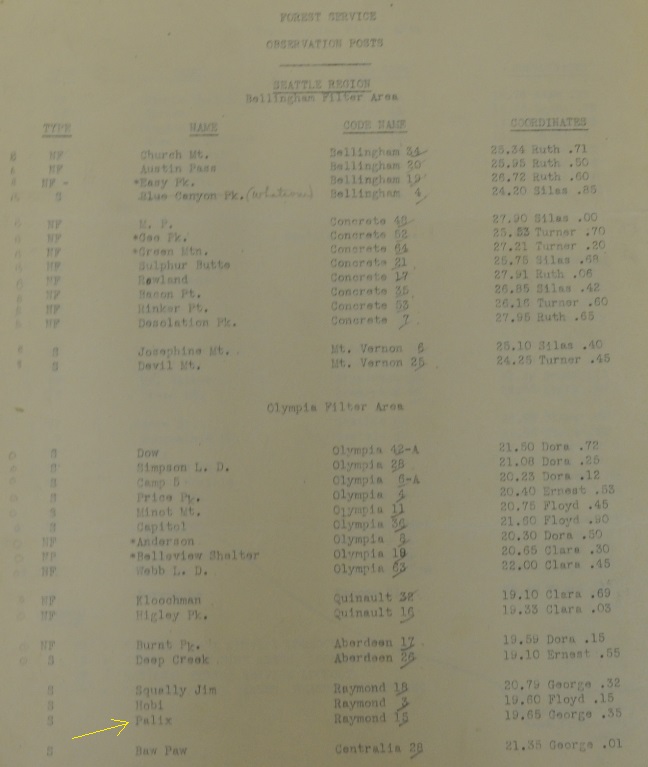 FOREST SERVICE
OBSERVATION POSTS
SEATTLE REGION
Bellingham Filter Area
TYPE NAME CODE NAME COORDINATES
NF Church Mt. Bellingham 24 25.34 Ruth .71
NF Austin Pass Bellingham 20 25.95 Ruth .50
NF - *Easy Pk. Bellingham 19 26.72 Ruth .60
S Blue Canyon Pk. Bellingham 4 24.20 Silas .85
NF M. P. Concrete 27.90 Silas .00
NF *Gee Pk. Concrete 52 25.53 Turner .70
NF *Green Mtn. Concrete 64 27.21 Turner .20
NF Sulphur Butte Concrete 21 Silas .68
NF Rowland Concrete 17 27.91 Ruth .06
NF Bacon Pt. Concrete 35 26.85 Silas .42
NF Rinker Pt. Concrete 53 26.16 Turner .60
NF Desolation Pk. Concrete 7 27.95 Ruth .65
S Josephine Mt. Mt. Vernon 6 25.10 Silas .40
S Devil Mt. Mt. Vernon 25 24.25 Turner .45
Olympia Filter Area
S Dow Olympia 42-A 21.50 Dora .72
S Simpson L. D. Olympia 28 21.08 Dora .25
S Camp 5 Olympia 6-A 20.23 Dora .12
S Price Pk. Olympia 4 20.40 Ernest .53
S Minot Mt. Olympia 11 20.75 Floyd .45
S Capitol Olympia 36 21.60 Floyd .90
NF *Anderson Olympia 20.30 Dora .50
NF *Bellsview Shelter Olympia 19 20.65 Clara .30
NF Webb L. D. Olympia 63 22.00 Clara .45
NF Kloochman Quinault 32 19.10 Clara .69
NF Higley Pk. Quinault 16 19.33 Clara .03
NF Burnt Pk. Aberdeen 17 19.59 Dora .15
S Deep Creek Aberdeen 26 19.10 Ernest .55
S Squally Jim Raymond 18 20.79 George .32
S Nobi Raymond 3 19.60 Floyd .15
S Palix Raymond 19.65 George .35
S Baw Paw Centralia 28 21.35 George .01